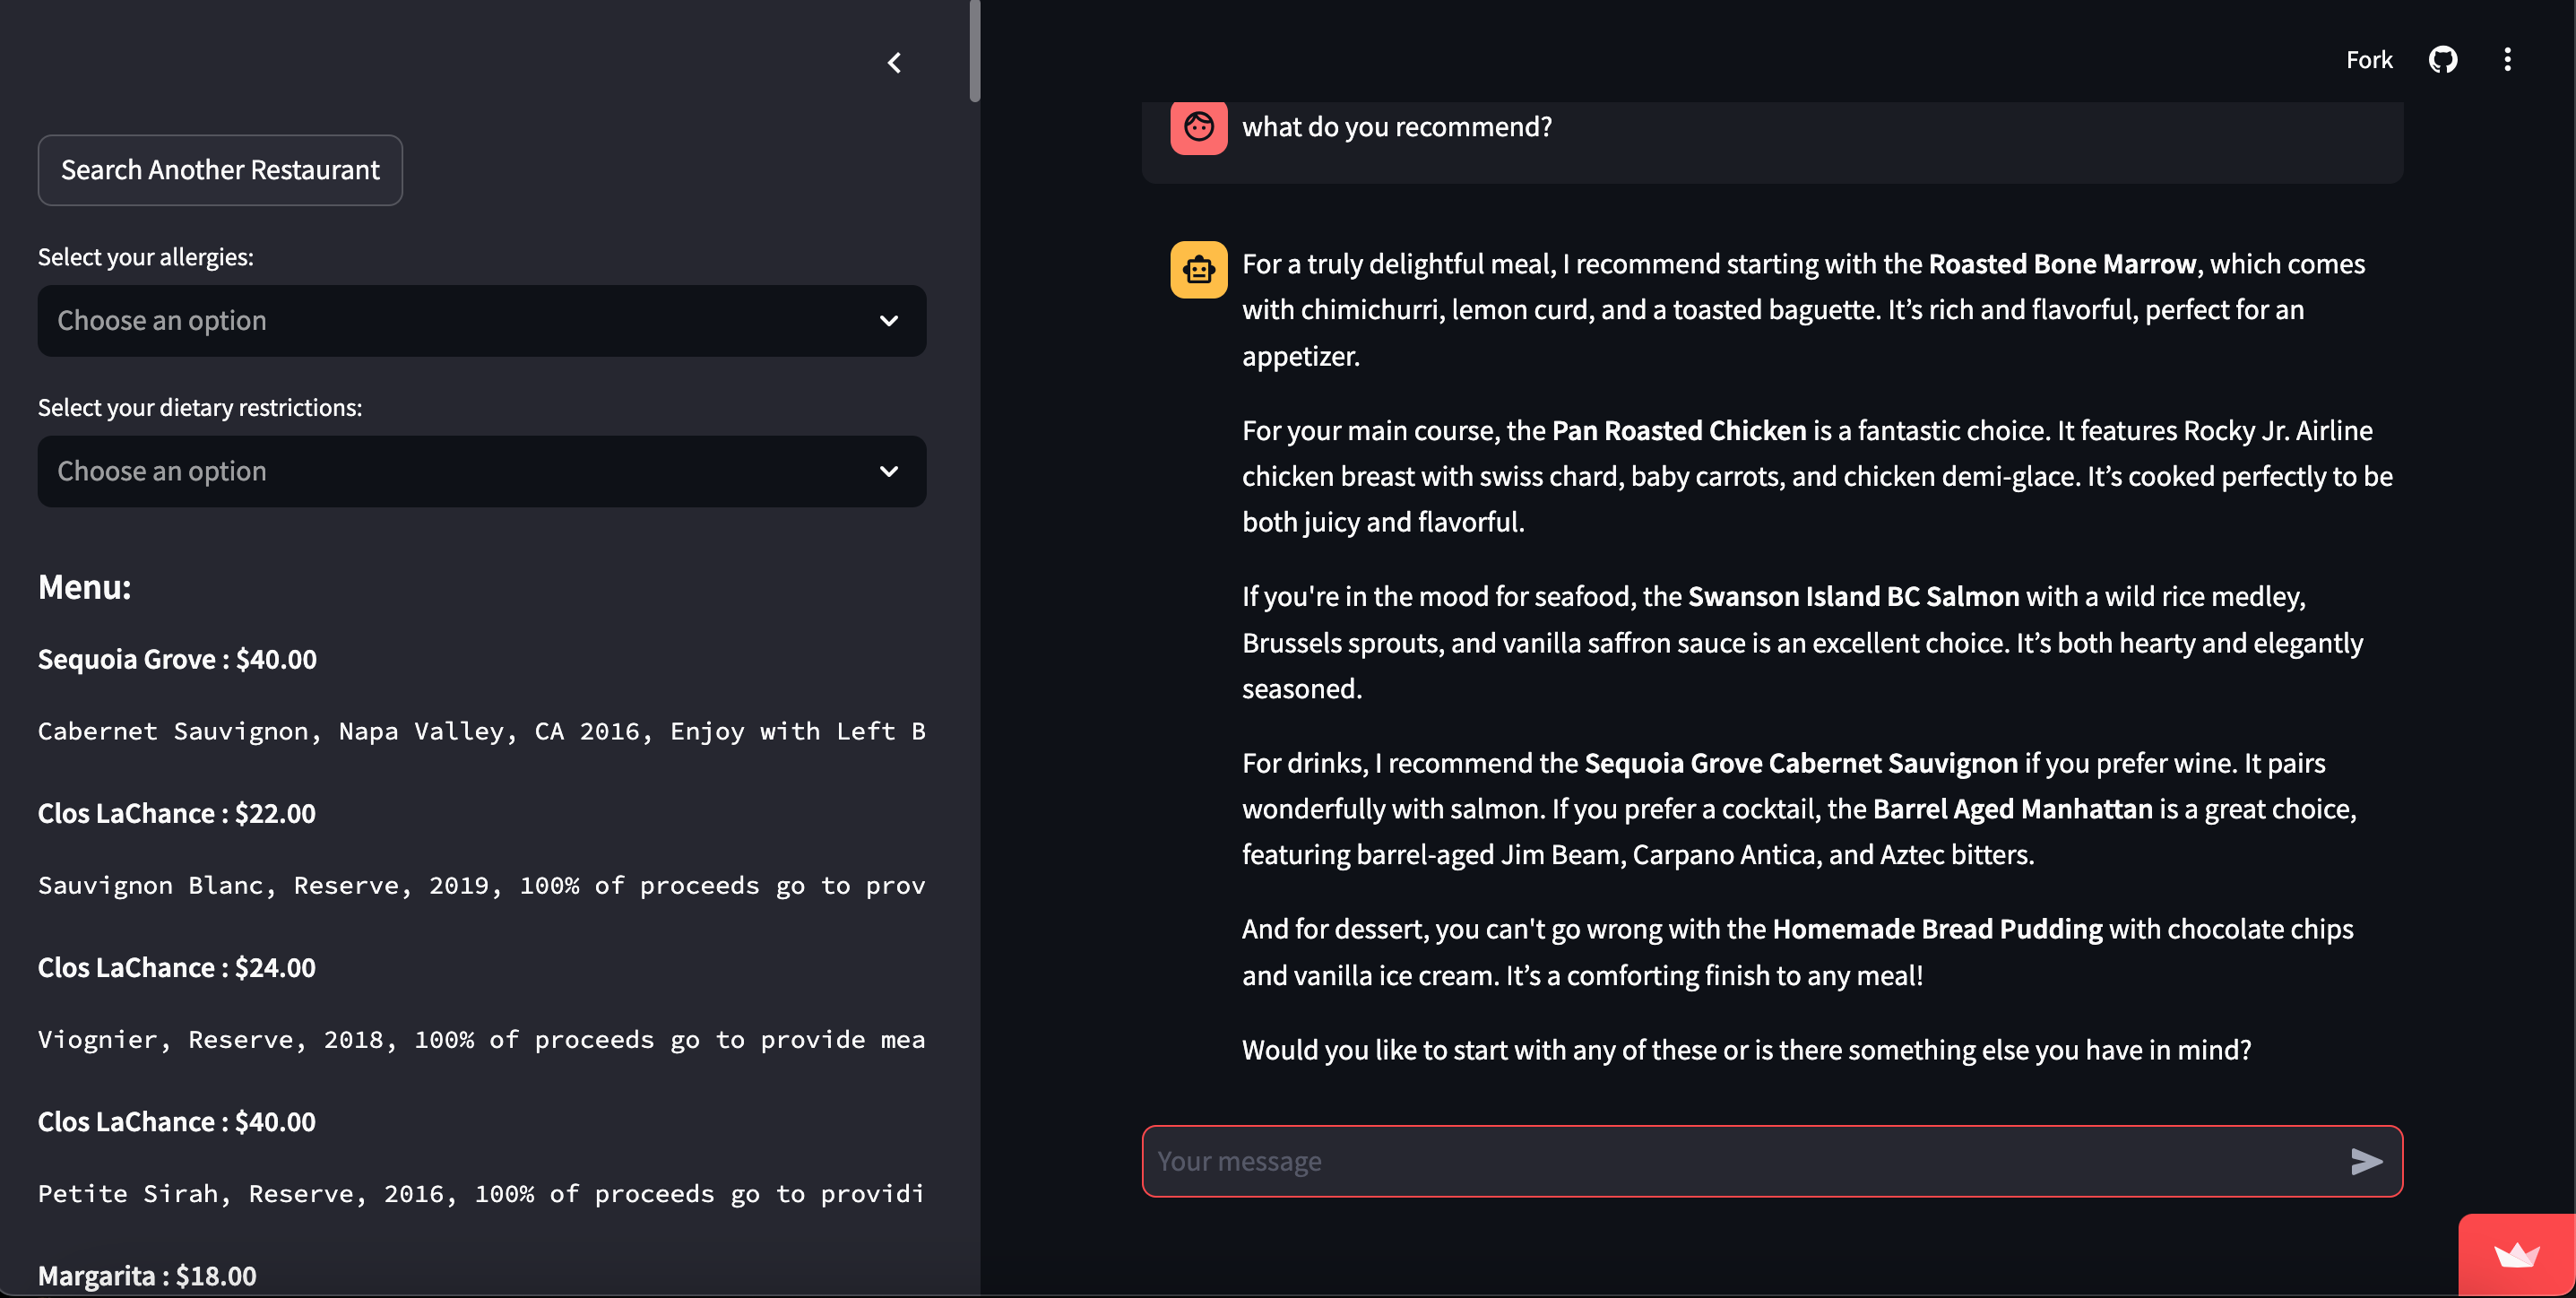 Search Another Restaurant
Select your allergies:
Choose an option
Select your dietary restrictions:
Choose an option
Menu:
Sequoia Grove : $40.00
Cabernet Sauvignon, Napa Valley, CA 2016, Enjoy with Left B
Clos LaChance : $22.00
Sauvignon Blanc, Reserve, 2019, 100% of proceeds go to prov
Clos LaChance : $24.00
Viognier, Reserve, 2018, 100% of proceeds go to provide mea
Clos LaChance : $40.00
Petite Sirah, Reserve, 2016, 100% of proceeds go to providi
Margarita : $18.00
Fork
what do you recommend?
For a truly delightful meal, I recommend starting with the Roasted Bone Marrow, which comes
with chimichurri, lemon curd, and a toasted baguette. It’s rich and flavorful, perfect for an
appetizer.
For your main course, the Pan Roasted Chicken is a fantastic choice. It features Rocky Jr. Airline
chicken breast with swiss chard, baby carrots, and chicken demi-glace. It’s cooked perfectly to be
both juicy and flavorful.
If you're in the mood for seafood, the Swanson Island BC Salmon with a wild rice medley,
Brussels sprouts, and vanilla saffron sauce is an excellent choice. It’s both hearty and elegantly
seasoned.
For drinks, I recommend the Sequoia Grove Cabernet Sauvignon if you prefer wine. It pairs
wonderfully with salmon. If you prefer a cocktail, the Barrel Aged Manhattan is a great choice,
featuring barrel-aged Jim Beam, Carpano Antica, and Aztec bitters.
And for dessert, you can't go wrong with the Homemade Bread Pudding with chocolate chips
and vanilla ice cream. It’s a comforting finish to any meal!
Would you like to start with any of these or is there something else you have in mind?
Your message